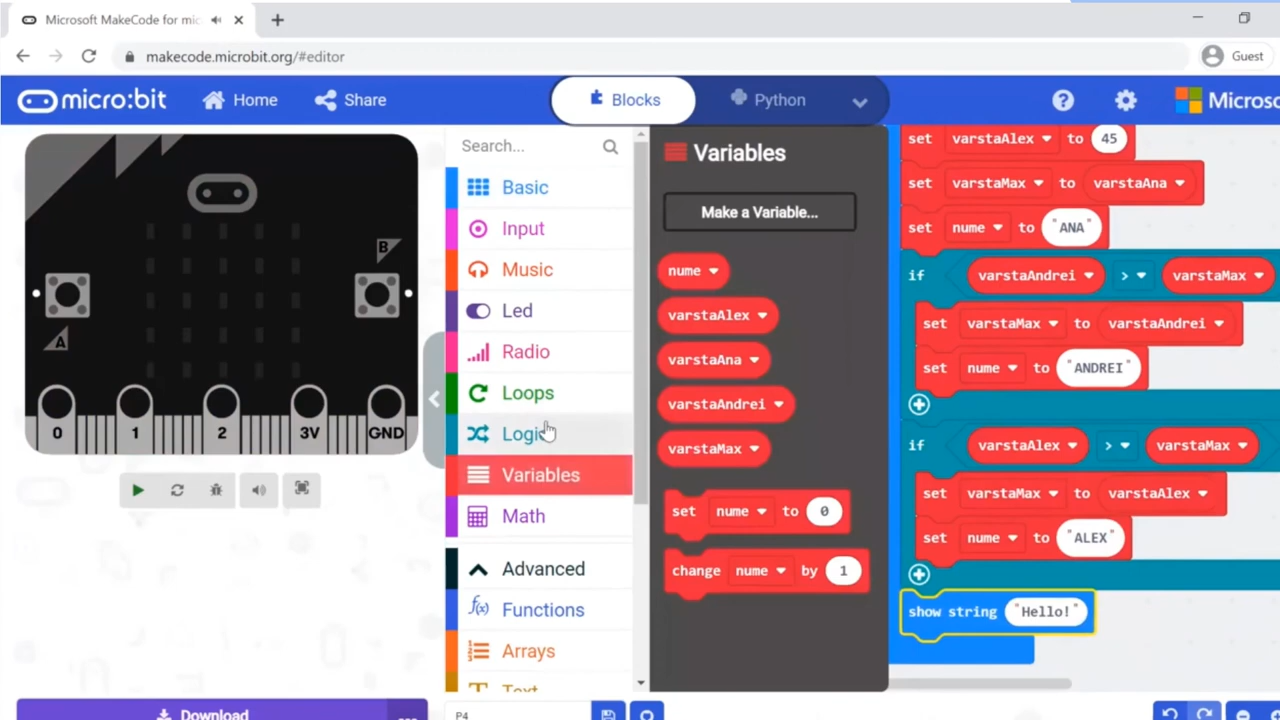 Microsoft MakeCode for mic
makecode.microbit.org/#editor
Guest
micro:bit
Home
Share
Blocks
Python
Microso
B
A
0
1
2
3V
GND
Download
Search...
Basic
Input
Music
Led
Radio
Loops
Logic
Variables
Math
Advanced
Functions
Arrays
Text
Variables
Make a Variable...
nume
varstaAlex
varstaAna
varstaAndrei
varstaMax
set nume to 0
change nume by 1
set varstaAlex to 45
set varstaMax to varstaAna
set nume to "ANA"
if varstaAndrei > varstaMax
set varstaMax to varstaAndrei
set nume to "ANDREI"
if varstaAlex > varstaMax
set varstaMax to varstaAlex
set nume to "ALEX"
show string "Hello!"
P4